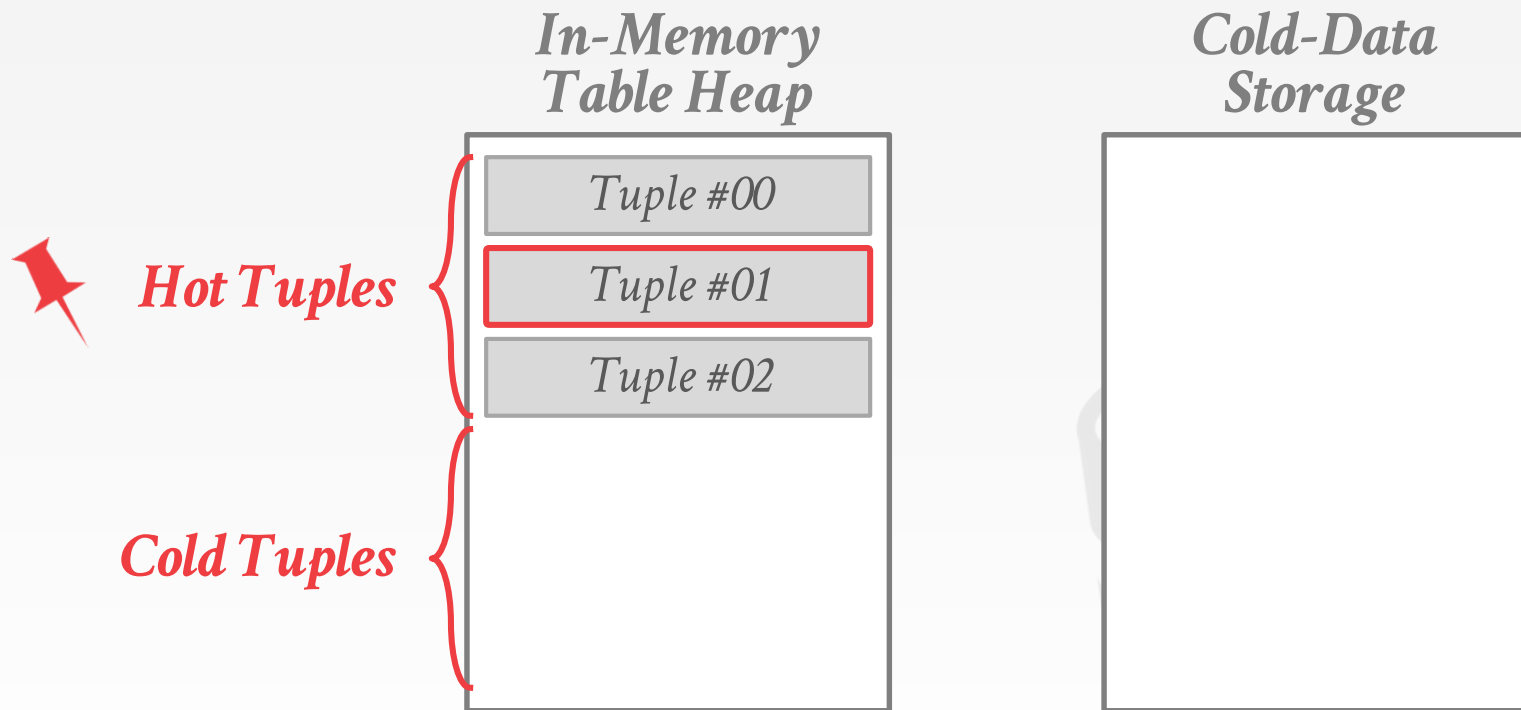 In-Memory
Table Heap
Cold-Data
Storage
Tuple #00
Hot Tuples
Tuple #01
Tuple #02
Cold Tuples